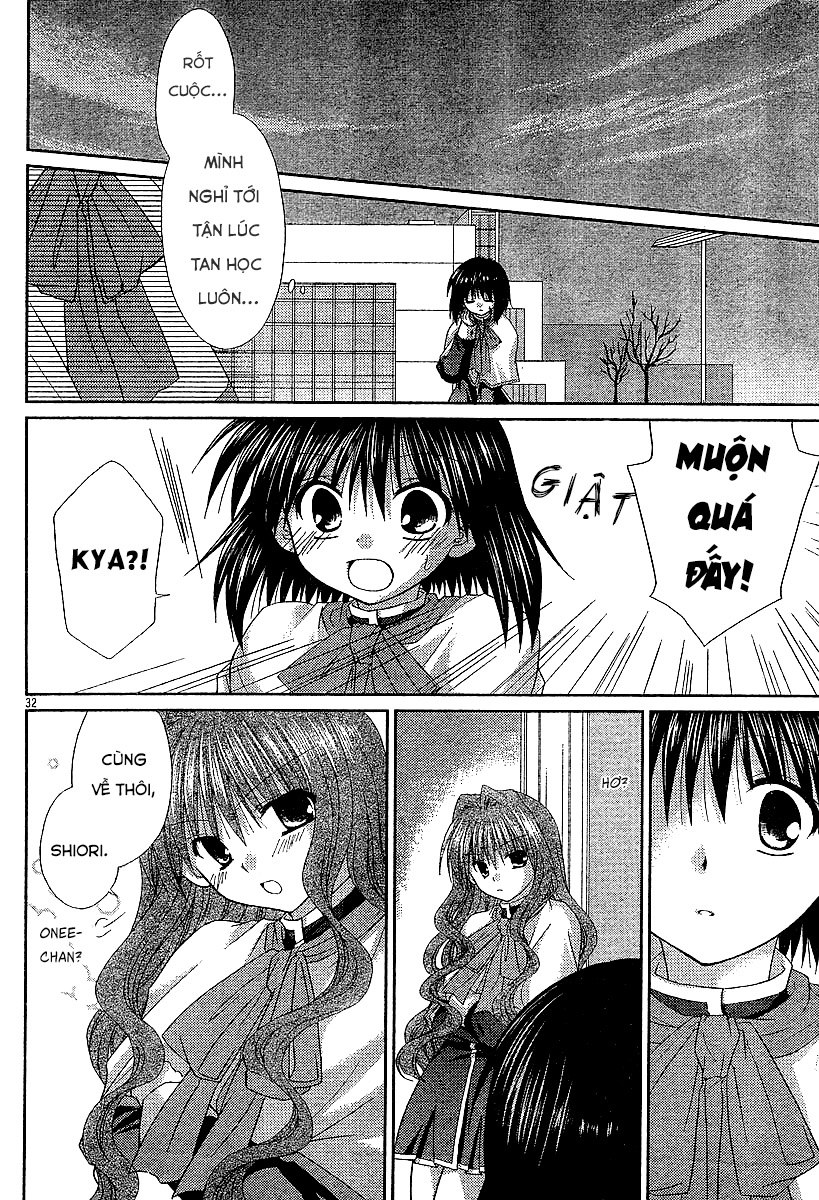 RỐT
CUỘC...
MÌNH
NGHỈ TỚI
TẬN LÚC
TAN HỌC
LUÔN...
MUỘN
QUÁ
ĐẤY!
GIẬT
KYA?!
32
HƠ?
CÙNG
VỀ THÔI,
SHIORI.
ONEE-
CHAN?